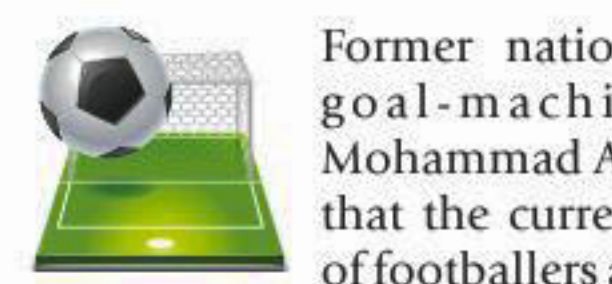 Former natio
goal-machi
Mohammad A
that the curre
of footballers a